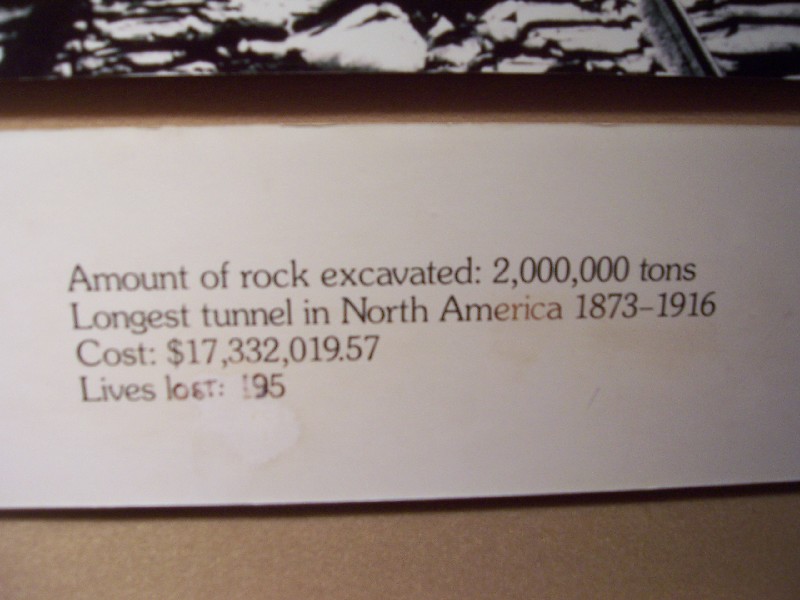 Amount of rock excavated: 2,000,000 tons
Longest tunnel in North America 1873–1916
Cost: $17,332,019.57
Lives lost: 195